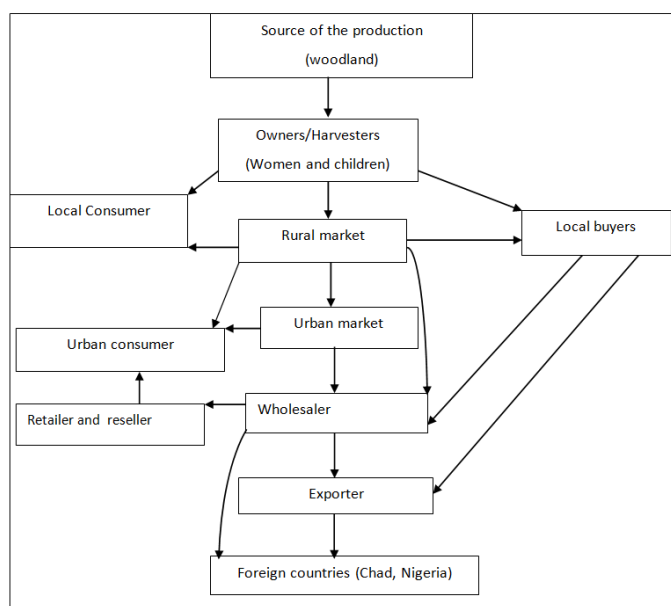 Source of the production
(woodland)
Owners/Harvesters
(Women and children)
Local Consumer
Rural market
Local buyers
Urban market
Urban consumer
Retailer and reseller
Wholesaler
Exporter
Foreign countries (Chad, Nigeria)